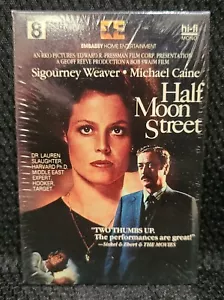 8
EMBASSY HOME ENTERTAINMENT
hi-fi
MONO
AN RKO PICTURES/EDWARD R. PRESSMAN FILM CORP. PRESENTATION
A GEOFF REEVE PRODUCTION A BOB SWAIM FILM
Sigourney Weaver • Michael Caine
Half
Moon
Street
DR. LAUREN
SLAUGHTER.
HARVARD Ph.D.
MIDDLE EAST
EXPERT.
HOOKER.
TARGET.
"TWO THUMBS UP.
The performances are great!"
—Siskel & Ebert & THE MOVIES